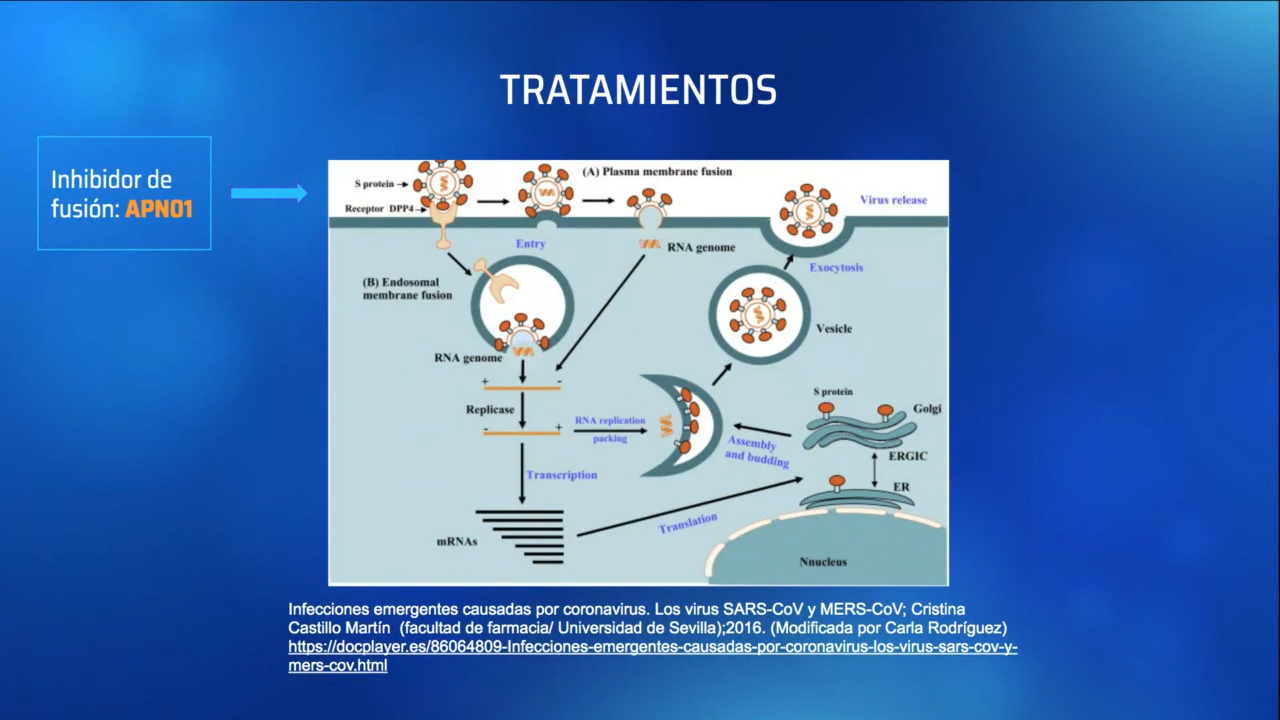 TRATAMIENTOS
Inhibidor de
fusión: APN01
(A) Plasma membrane fusion
S protein
Receptor DPP4
Virus release
Entry
RNA genome
Exocytosis
(B) Endosomal
membrane fusion
Vesicle
RNA genome
+ -
Replicase
- +
RNA replication
packing
S protein
Golgi
Assembly
and budding
ERGIC
Transcription
ER
mRNAs
Translation
Nnucleus
Infecciones emergentes causadas por coronavirus. Los virus SARS-CoV y MERS-CoV; Cristina
Castillo Martín (facultad de farmacia/ Universidad de Sevilla);2016. (Modificada por Carla Rodríguez)
https://docplayer.es/86064809-Infecciones-emergentes-causadas-por-coronavirus-los-virus-sars-cov-y-
mers-cov.html